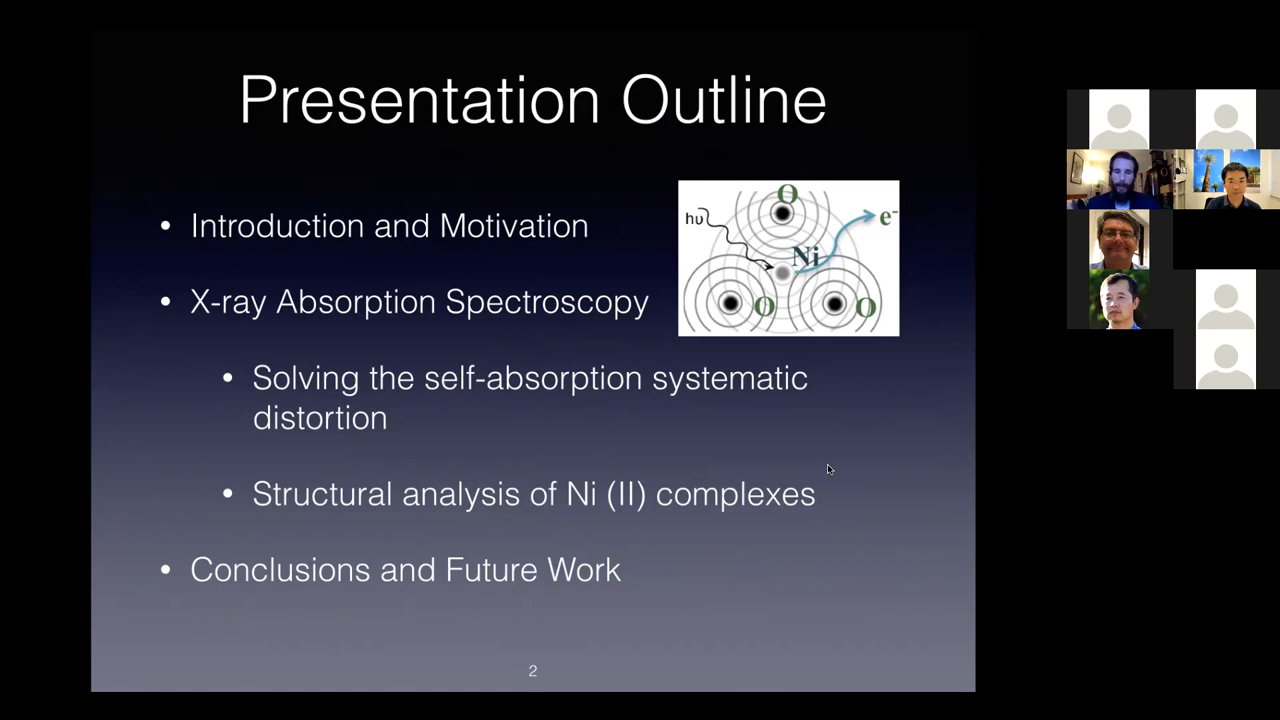 Presentation Outline
• Introduction and Motivation
• X-ray Absorption Spectroscopy
O
hυ
e-
Ni
O
O
• Solving the self-absorption systematic
distortion
• Structural analysis of Ni (II) complexes
• Conclusions and Future Work
2